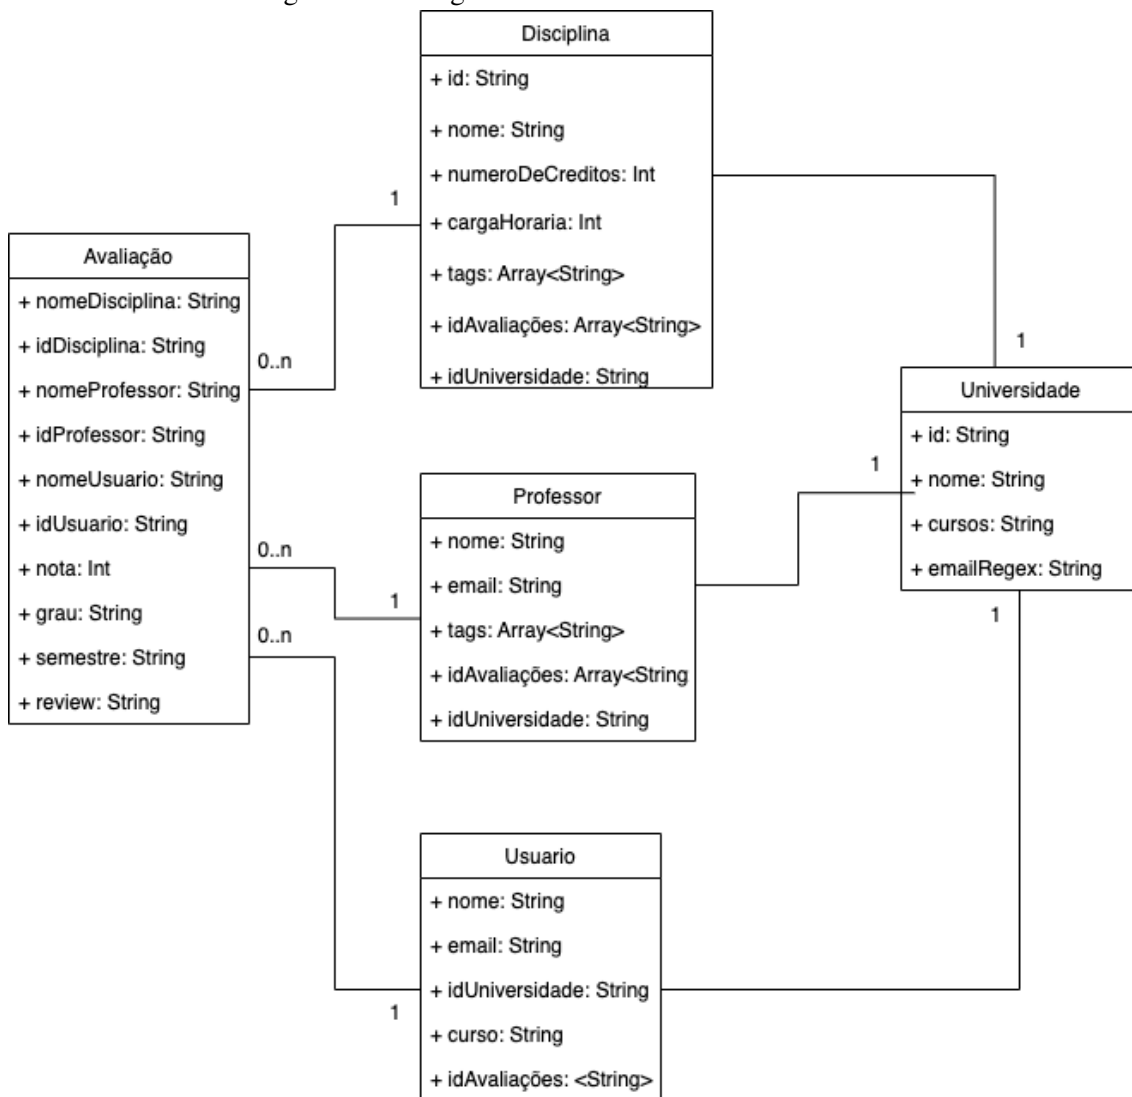 Disciplina
+ id: String
+ nome: String
+ numeroDeCreditos: Int
+ cargaHoraria: Int
+ tags: Array<String>
+ idAvaliações: Array<String>
+ idUniversidade: String
1
Avaliação
+ nomeDisciplina: String
+ idDisciplina: String
+ nomeProfessor: String
+ idProfessor: String
+ nomeUsuario: String
+ idUsuario: String
+ nota: Int
+ grau: String
+ semestre: String
+ review: String
0..n
0..n
0..n
1
Professor
+ nome: String
+ email: String
+ tags: Array<String>
+ idAvaliações: Array<String
+ idUniversidade: String
1
1
Universidade
+ id: String
+ nome: String
+ cursos: String
+ emailRegex: String
1
Usuario
+ nome: String
+ email: String
+ idUniversidade: String
+ curso: String
+ idAvaliações: <String>
1